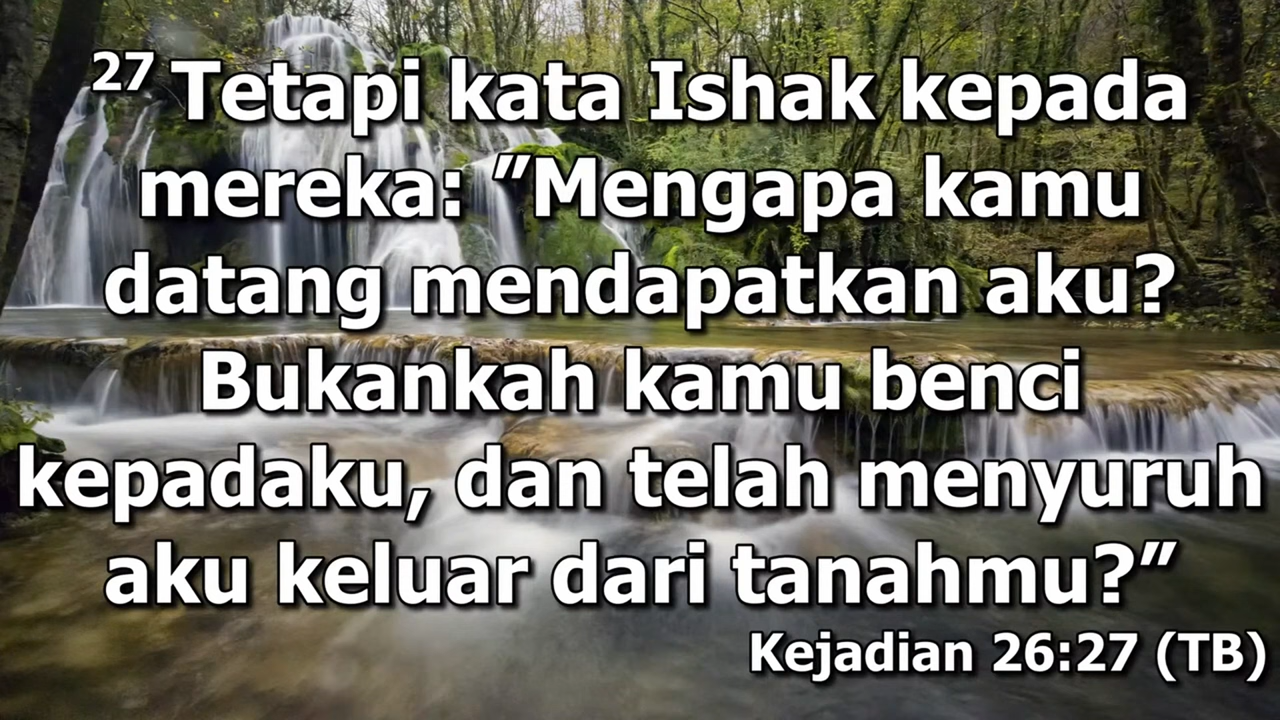 27 Tetapi kata Ishak kepada
mereka: ”Mengapa kamu
datang mendapatkan aku?
Bukankah kamu benci
kepadaku, dan telah menyuruh
aku keluar dari tanahmu?”
Kejadian 26:27 (TB)